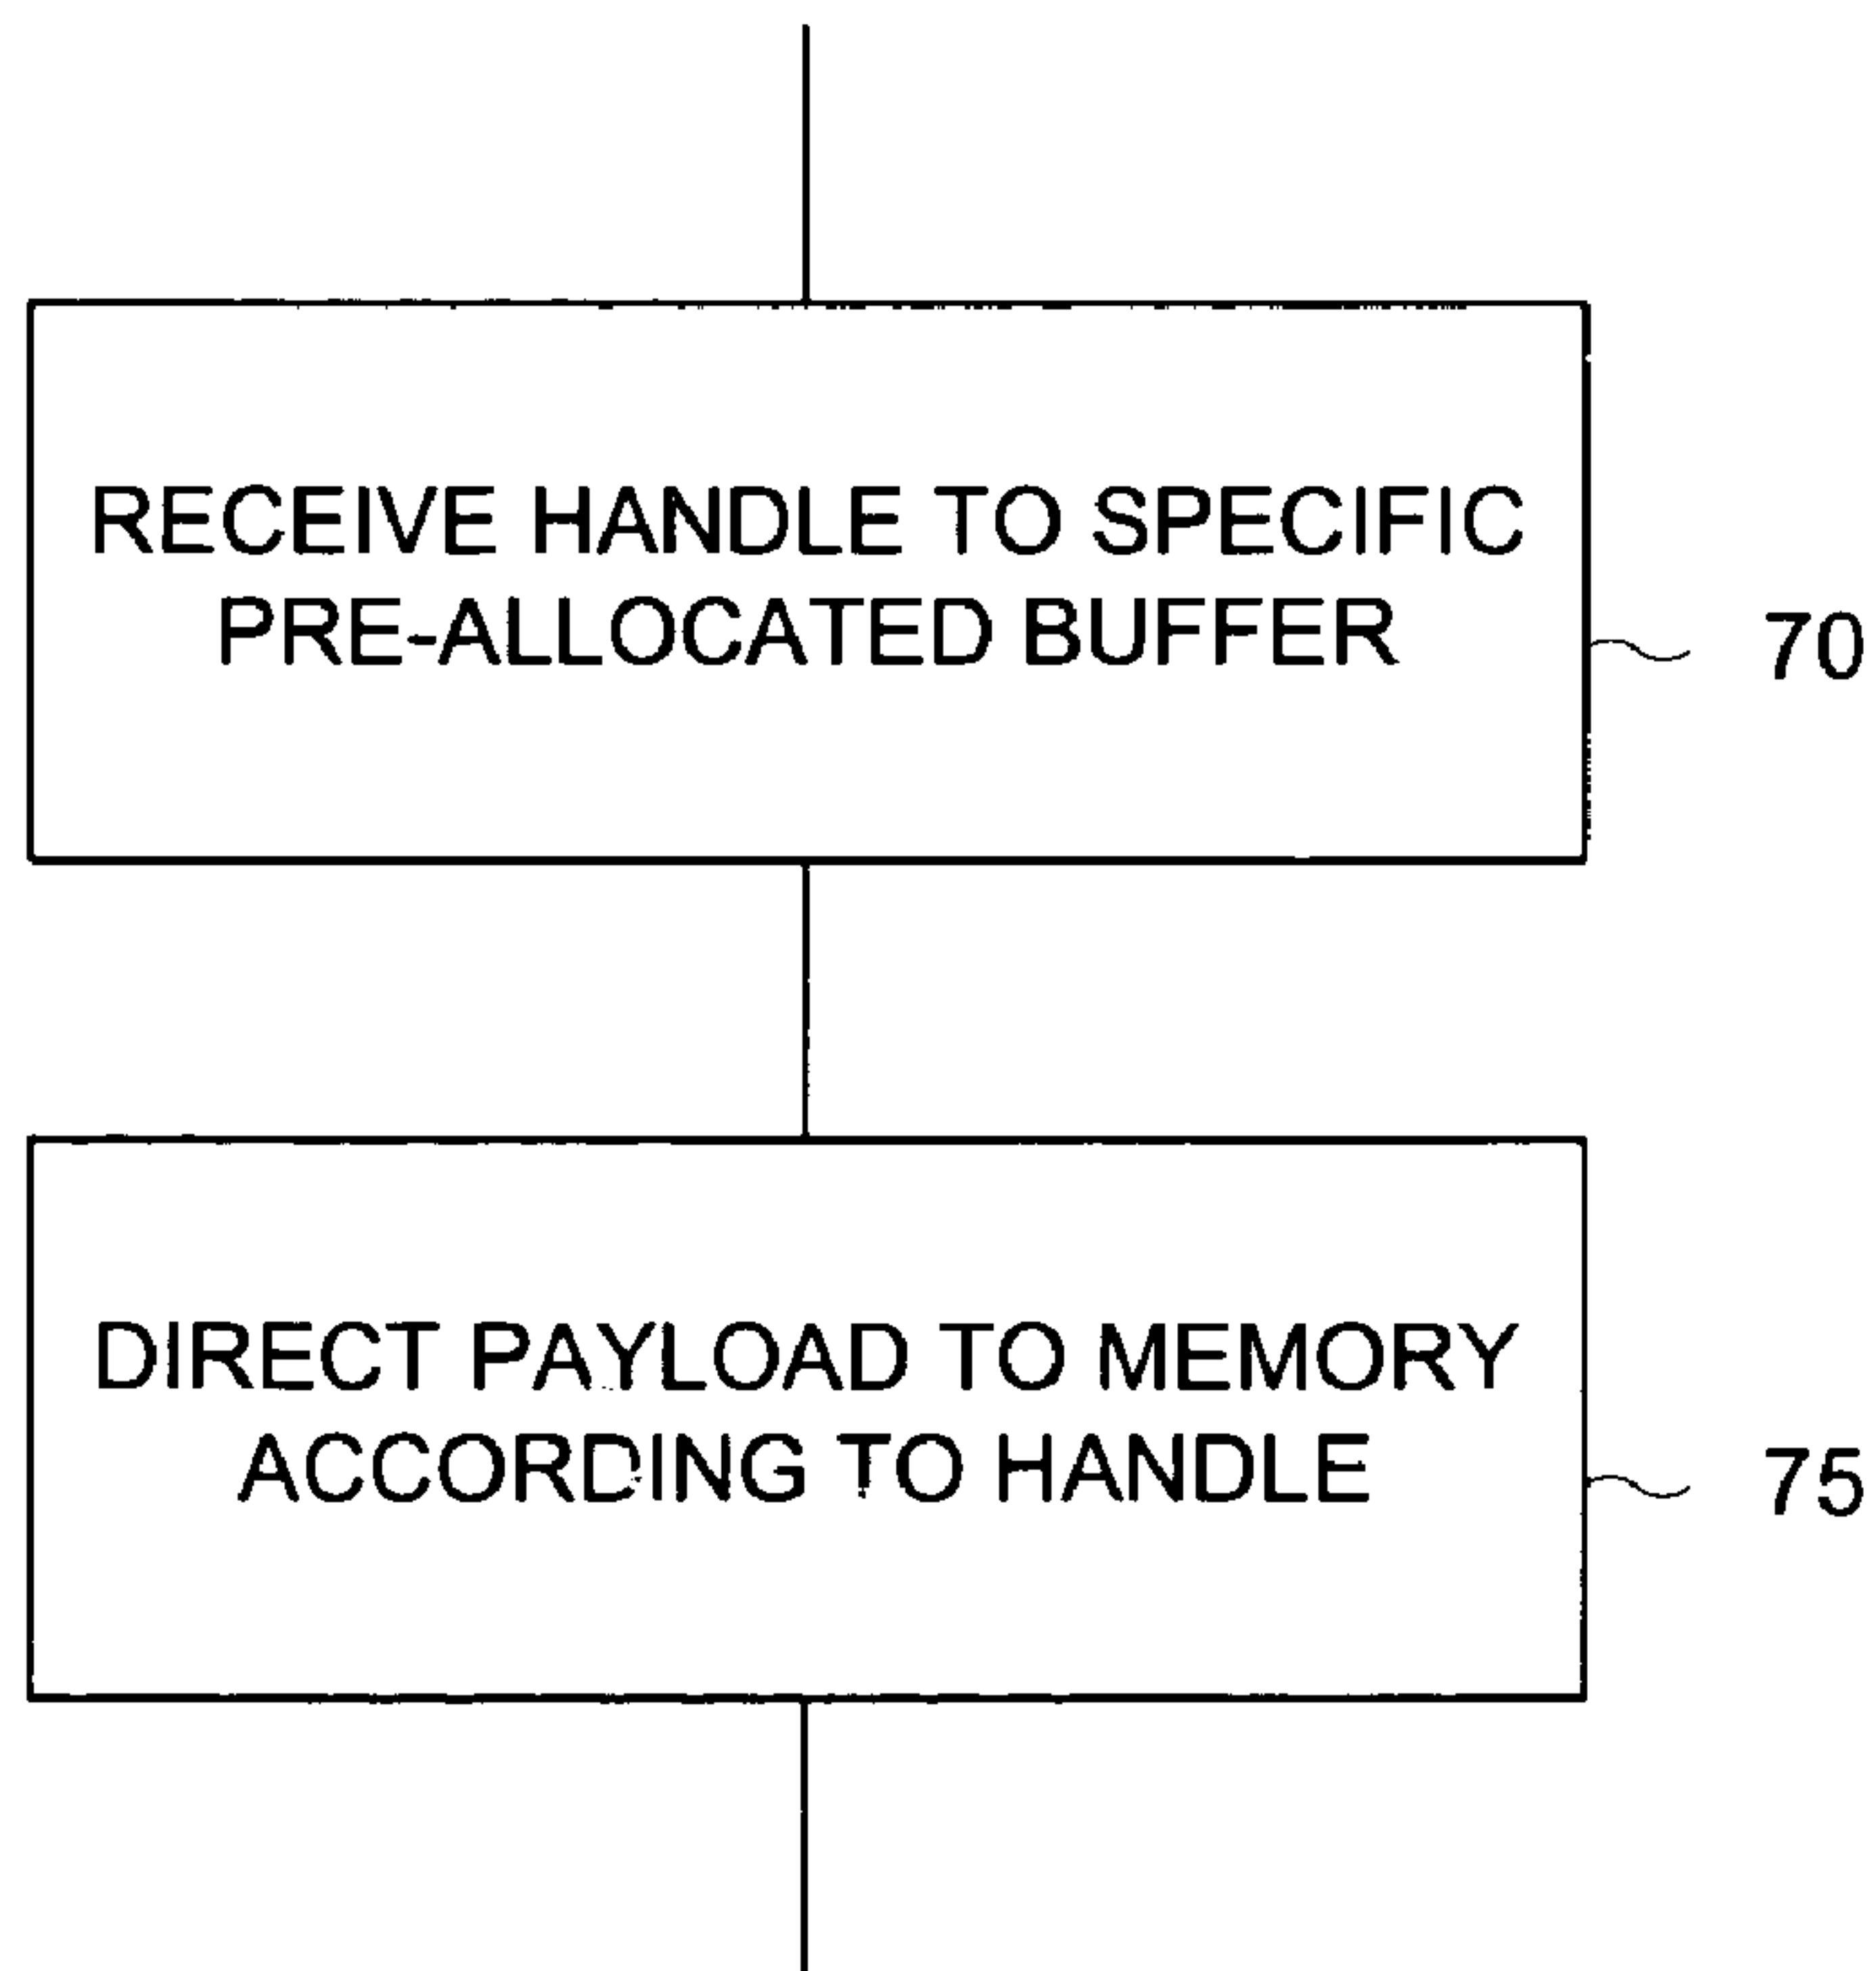 RECEIVE HANDLE TO SPECIFIC
PRE-ALLOCATED BUFFER
70
DIRECT PAYLOAD TO MEMORY
ACCORDING TO HANDLE
75